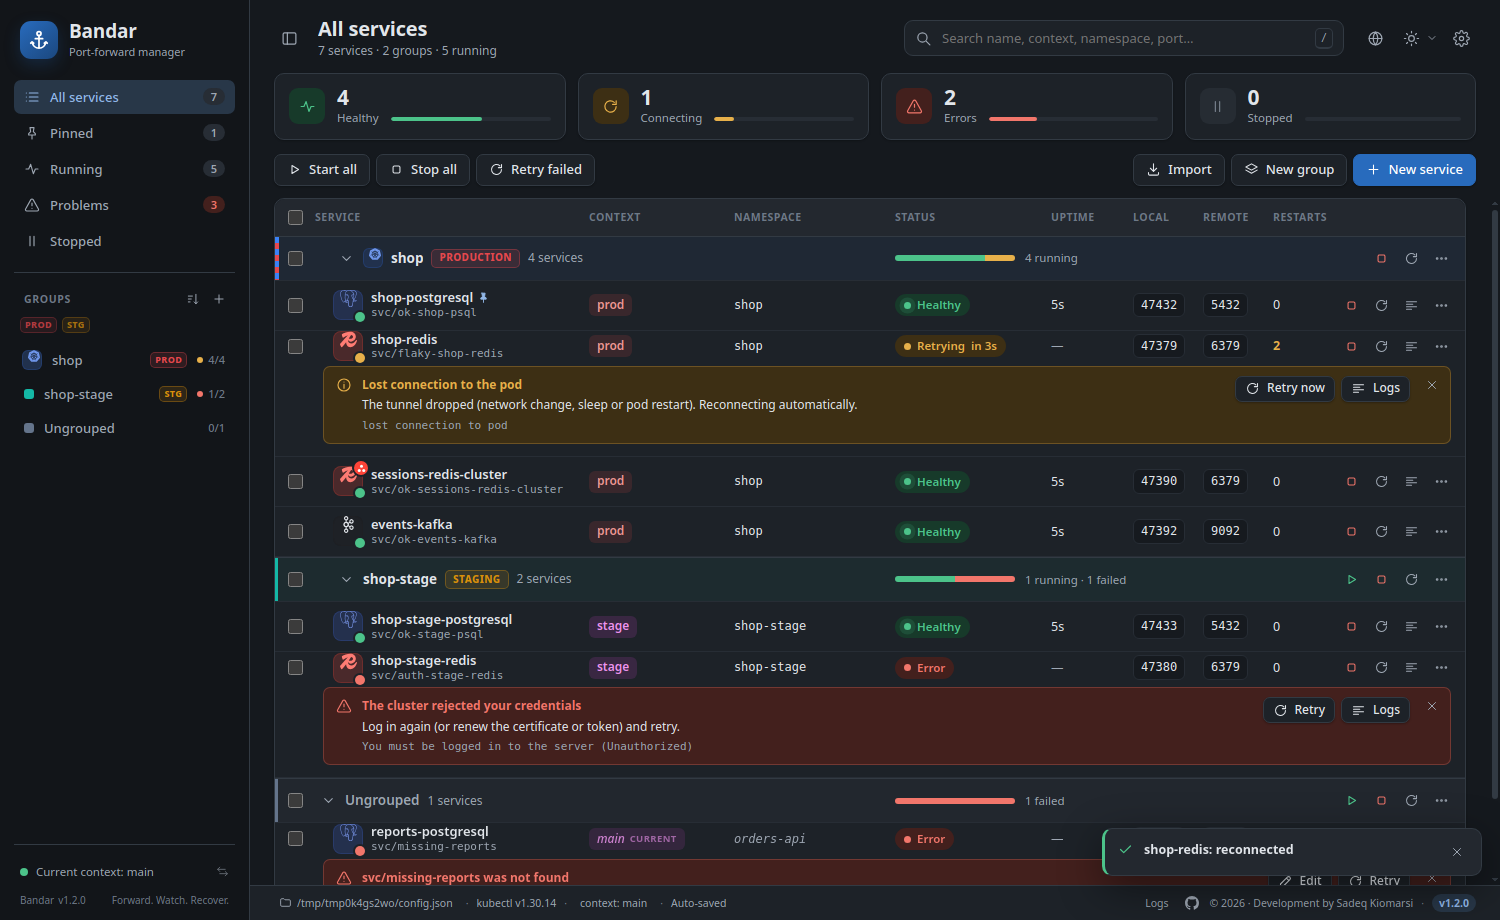 Bandar
Port-forward manager
All services 7
Pinned 1
Running 5
Problems 3
Stopped
GROUPS
PROD STG
shop PROD 4/4
shop-stage STG 1/2
Ungrouped 0/1
Current context: main
Bandar v1.2.0 Forward. Watch. Recover.
All services
7 services · 2 groups · 5 running
Search name, context, namespace, port... /
4
Healthy
1
Connecting
2
Errors
0
Stopped
Start all Stop all Retry failed Import New group New service
SERVICE CONTEXT NAMESPACE STATUS UPTIME LOCAL REMOTE RESTARTS
shop PRODUCTION 4 services 4 running
shop-postgresql
svc/ok-shop-psql prod shop Healthy 5s 47432 5432 0
shop-redis
svc/flaky-shop-redis prod shop Retrying in 3s — 47379 6379 2
Lost connection to the pod Retry now Logs
The tunnel dropped (network change, sleep or pod restart). Reconnecting automatically.
lost connection to pod
sessions-redis-cluster
svc/ok-sessions-redis-cluster prod shop Healthy 5s 47390 6379 0
events-kafka
svc/ok-events-kafka prod shop Healthy 5s 47392 9092 0
shop-stage STAGING 2 services 1 running · 1 failed
shop-stage-postgresql
svc/ok-stage-psql stage shop-stage Healthy 5s 47433 5432 0
shop-stage-redis
svc/auth-stage-redis stage shop-stage Error — 47380 6379 0
The cluster rejected your credentials Retry Logs
Log in again (or renew the certificate or token) and retry.
You must be logged in to the server (Unauthorized)
Ungrouped 1 services 1 failed
reports-postgresql
svc/missing-reports main CURRENT orders-api Error —
shop-redis: reconnected
svc/missing-reports was not found Edit Retry
/tmp/tmp0k4gs2wo/config.json · kubectl v1.30.14 · context: main · Auto-saved Logs © 2026 · Development by Sadeq Kiomarsi · v1.2.0